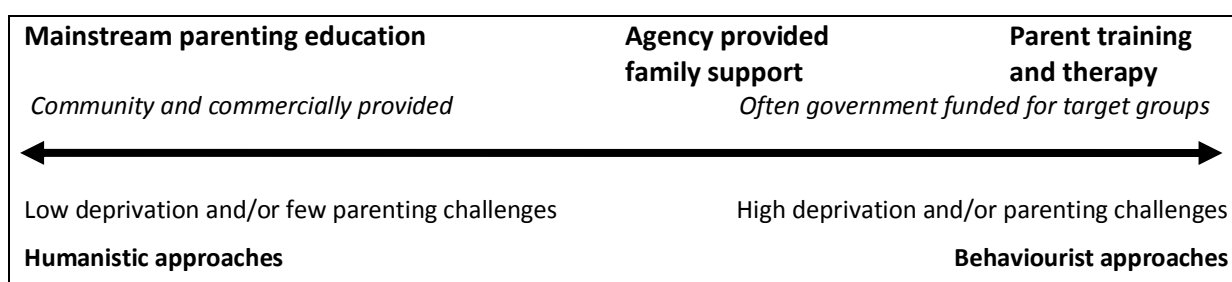 Mainstream parenting education Agency provided Parent training
family support and therapy
Community and commercially provided Often government funded for target groups
Low deprivation and/or few parenting challenges High deprivation and/or parenting challenges
Humanistic approaches Behaviourist approaches